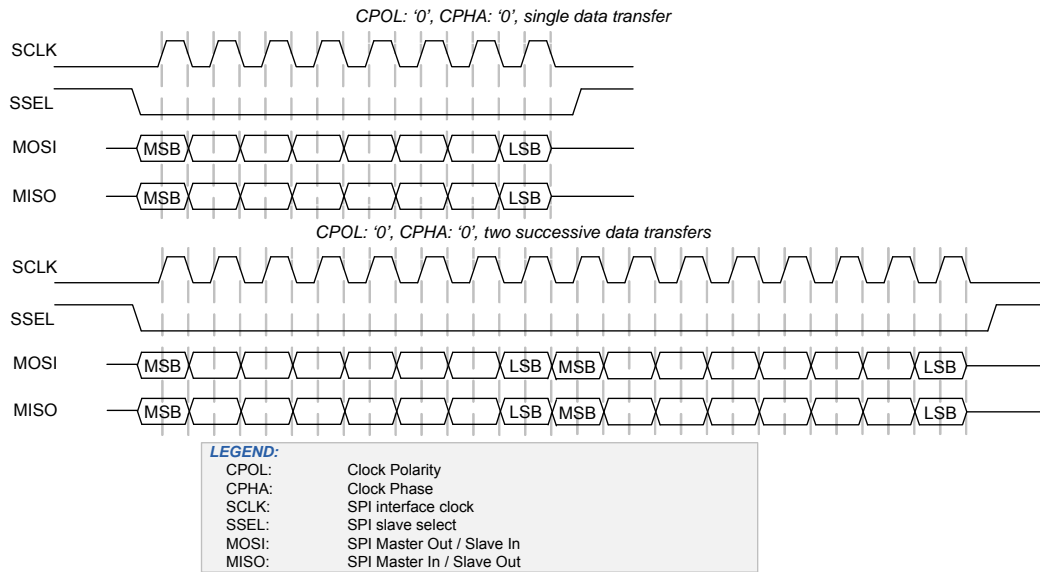 CPOL: ‘0’, CPHA: ‘0’, single data transfer
SCLK
SSEL
MOSI MSB LSB
MISO MSB LSB
CPOL: ‘0’, CPHA: ‘0’, two successive data transfers
SCLK
SSEL
MOSI MSB LSB MSB LSB
MISO MSB LSB MSB LSB
LEGEND:
CPOL: Clock Polarity
CPHA: Clock Phase
SCLK: SPI interface clock
SSEL: SPI slave select
MOSI: SPI Master Out / Slave In
MISO: SPI Master In / Slave Out